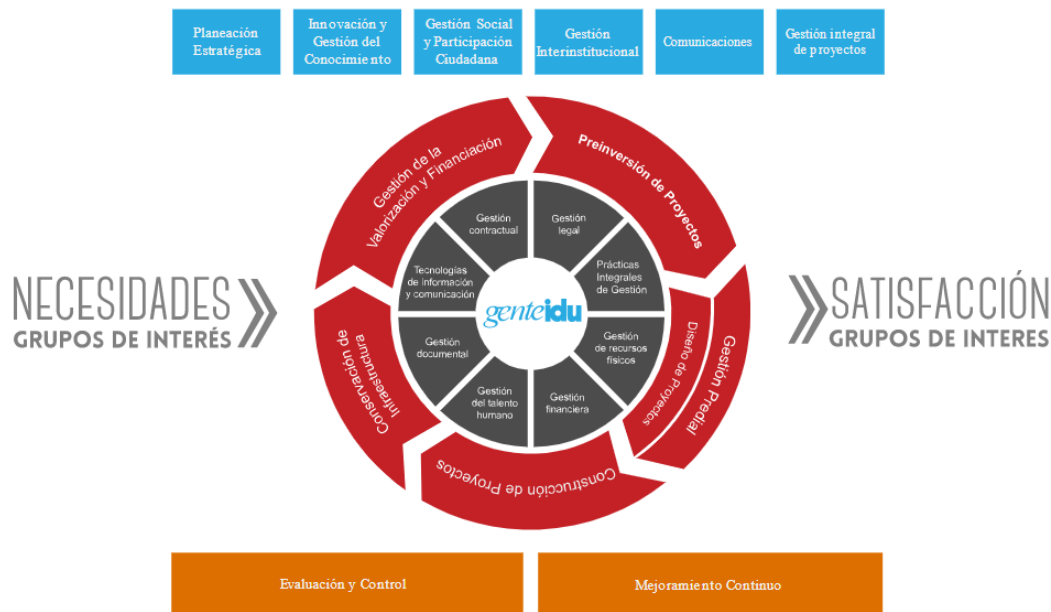 Planeación
Estratégica
Innovación y
Gestión del
Conocimiento
Gestión Social
y Participación
Ciudadana
Gestión
Interinstitucional
Comunicaciones
Gestión integral
de proyectos
Gestión de la
Valorización y Financiación
Preinversión de Proyectos
Gestión
contractual
Gestión
legal
Tecnologías
de Información
y comunicación
Prácticas
Integrales
de Gestión
NECESIDADES
GRUPOS DE INTERÉS
genteidu
SATISFACCIÓN
GRUPOS DE INTERES
Gestión
documental
Gestión
de recursos
físicos
Gestión
del talento
humano
Gestión
financiera
Conservación de
Infraestructura
Diseño de Proyectos
Gestión Predial
Construcción de Proyectos
Evaluación y Control
Mejoramiento Continuo